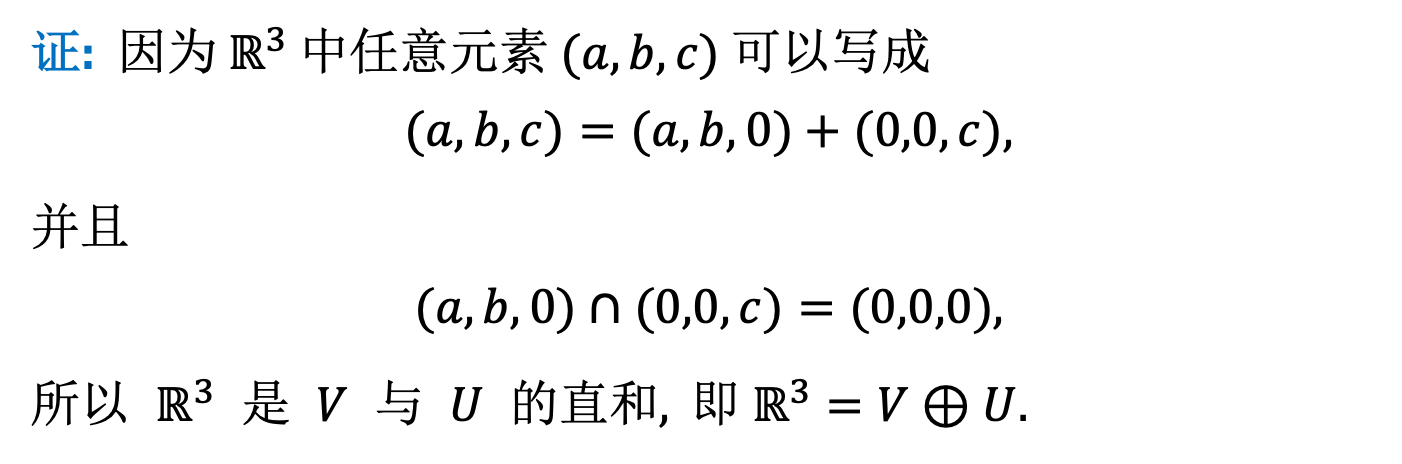 证: 因为 ℝ³ 中任意元素 (a, b, c) 可以写成
(a, b, c) = (a, b, 0) + (0,0, c),
并且
(a, b, 0) ∩ (0,0, c) = (0,0,0),
所以 ℝ³ 是 V 与 U 的直和, 即 ℝ³ = V ⊕ U.